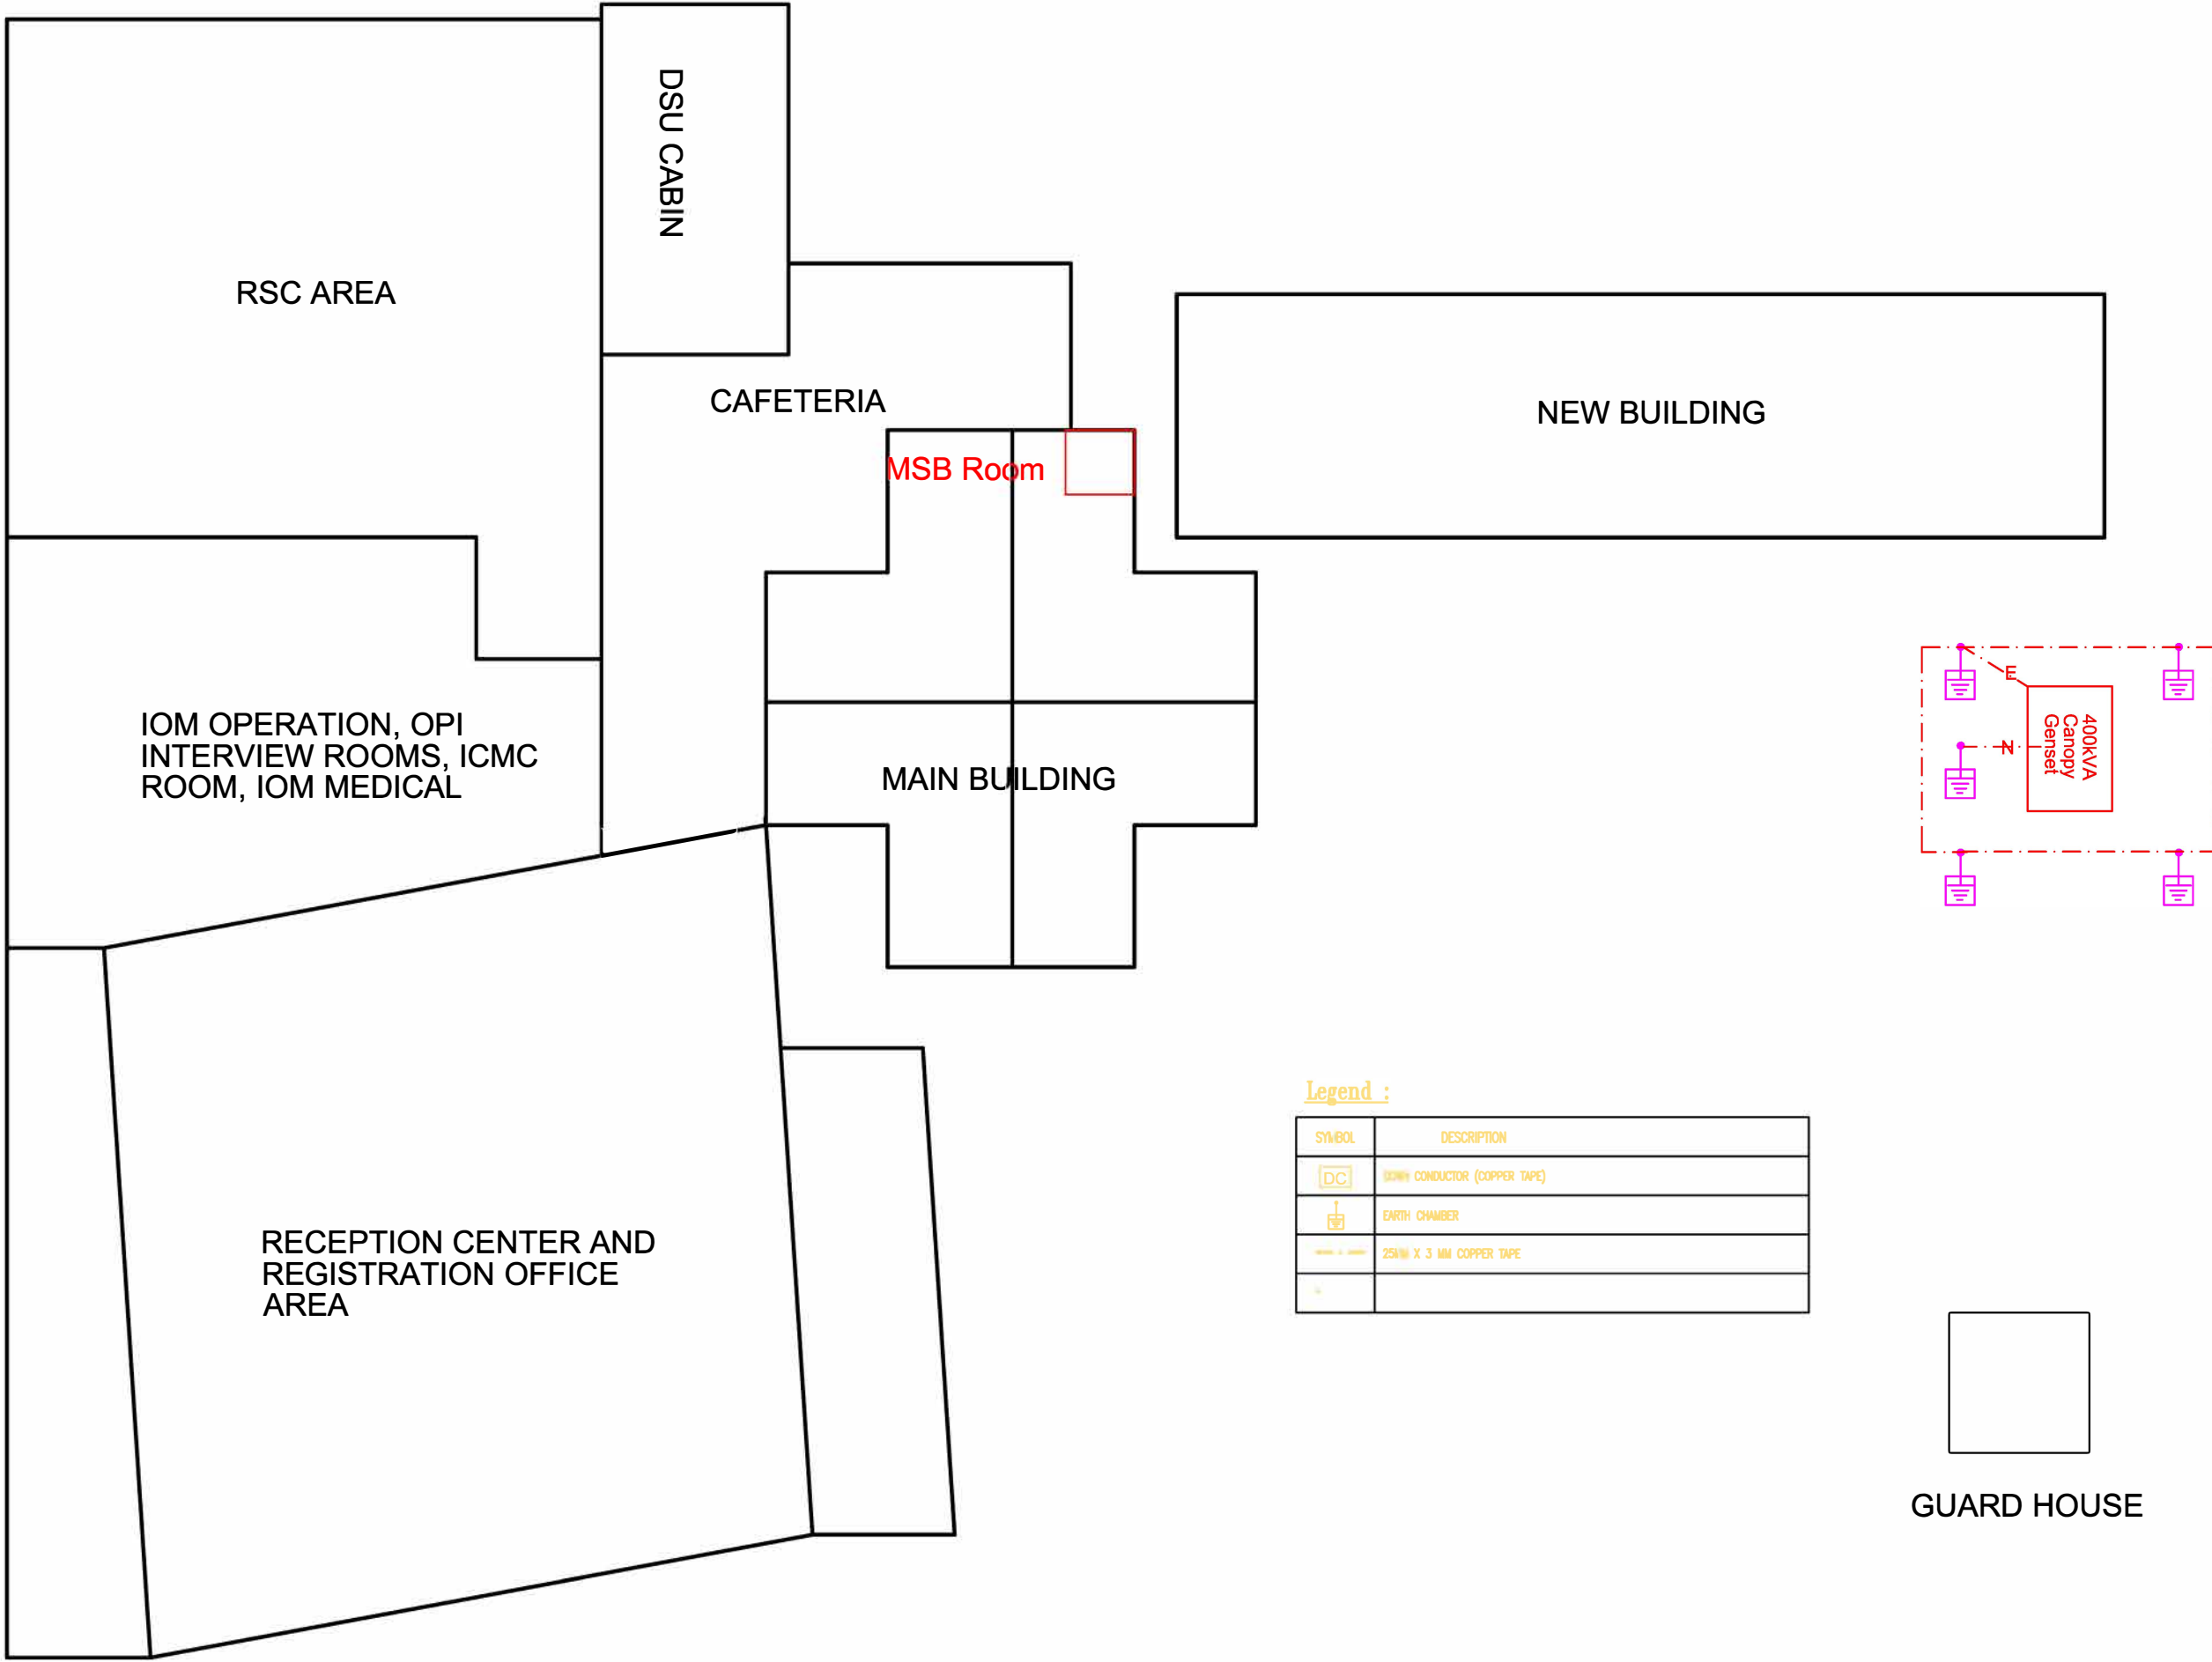 DSU CABIN
RSC AREA
CAFETERIA
NEW BUILDING
MSB Room
E
400kVA
Canopy
Genset
N
IOM OPERATION, OPI
INTERVIEW ROOMS, ICMC
ROOM, IOM MEDICAL
MAIN BUILDING
Legend :
SYMBOL DESCRIPTION
DC CONDUCTOR (COPPER TAPE)
EARTH CHAMBER
X 3 MM COPPER TAPE
RECEPTION CENTER AND
REGISTRATION OFFICE
AREA
GUARD HOUSE